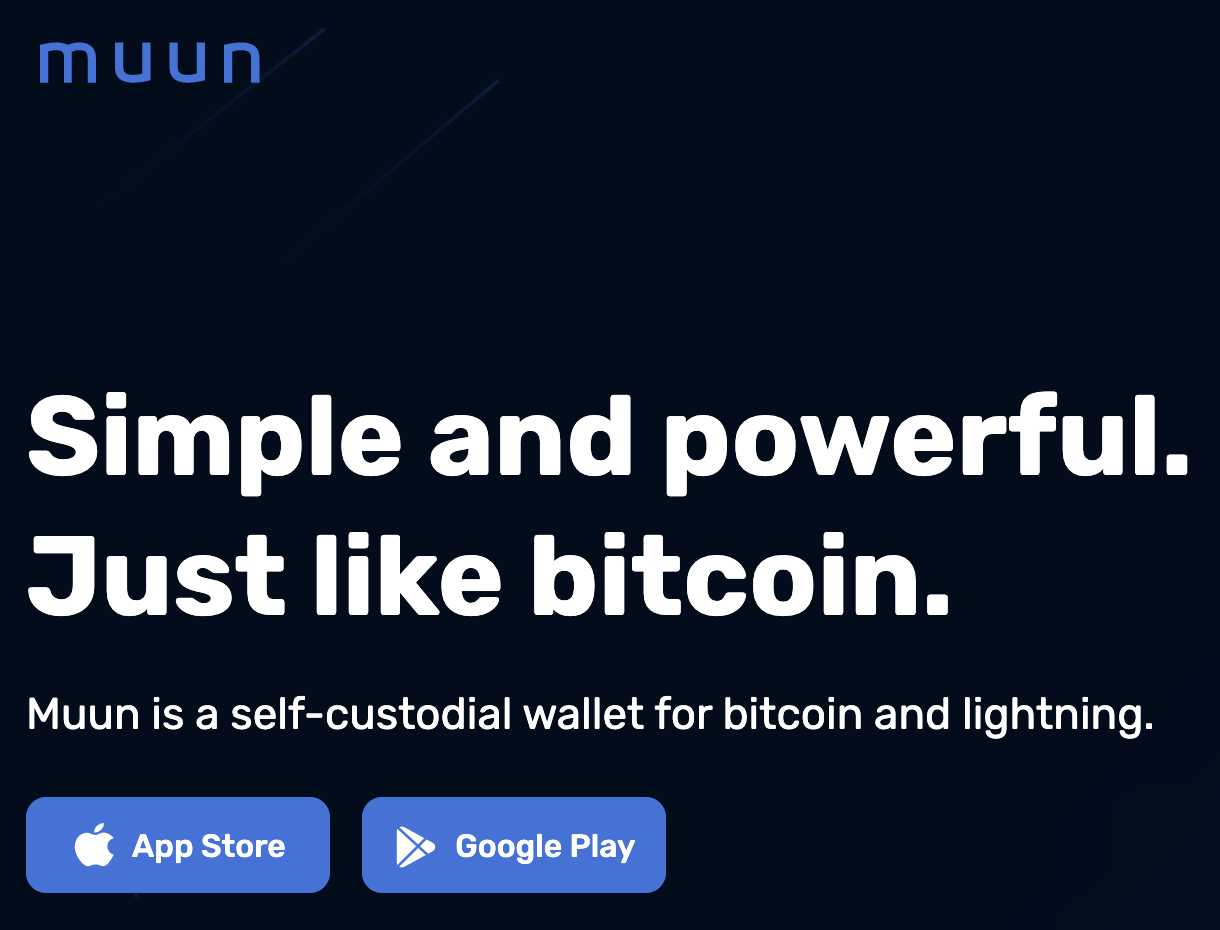 muun
Simple and powerful.
Just like bitcoin.
Muun is a self-custodial wallet for bitcoin and lightning.
App Store
Google Play